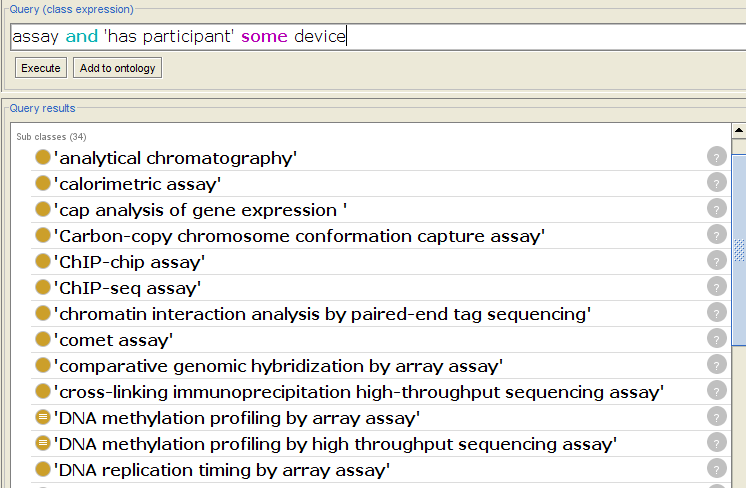 Query (class expression)
assay and 'has participant' some device
Execute Add to ontology
Query results
Sub classes (34)
'analytical chromatography' ?
'calorimetric assay' ?
'cap analysis of gene expression ' ?
'Carbon-copy chromosome conformation capture assay' ?
'ChIP-chip assay' ?
'ChIP-seq assay' ?
'chromatin interaction analysis by paired-end tag sequencing' ?
'comet assay' ?
'comparative genomic hybridization by array assay' ?
'cross-linking immunoprecipitation high-throughput sequencing assay' ?
'DNA methylation profiling by array assay' ?
'DNA methylation profiling by high throughput sequencing assay' ?
'DNA replication timing by array assay' ?